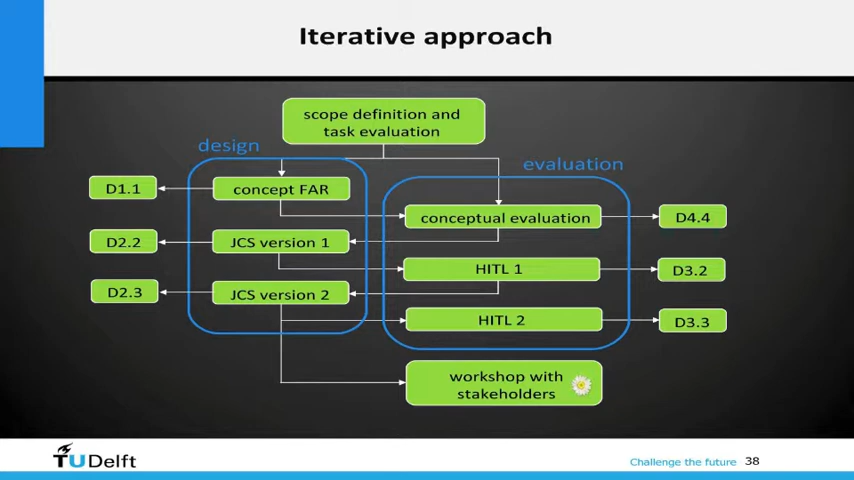 Iterative approach
scope definition and
task evaluation
design
evaluation
D1.1
concept FAR
conceptual evaluation
D4.4
D2.2
JCS version 1
HITL 1
D3.2
D2.3
JCS version 2
HITL 2
D3.3
workshop with
stakeholders
TU Delft
Challenge the future 38